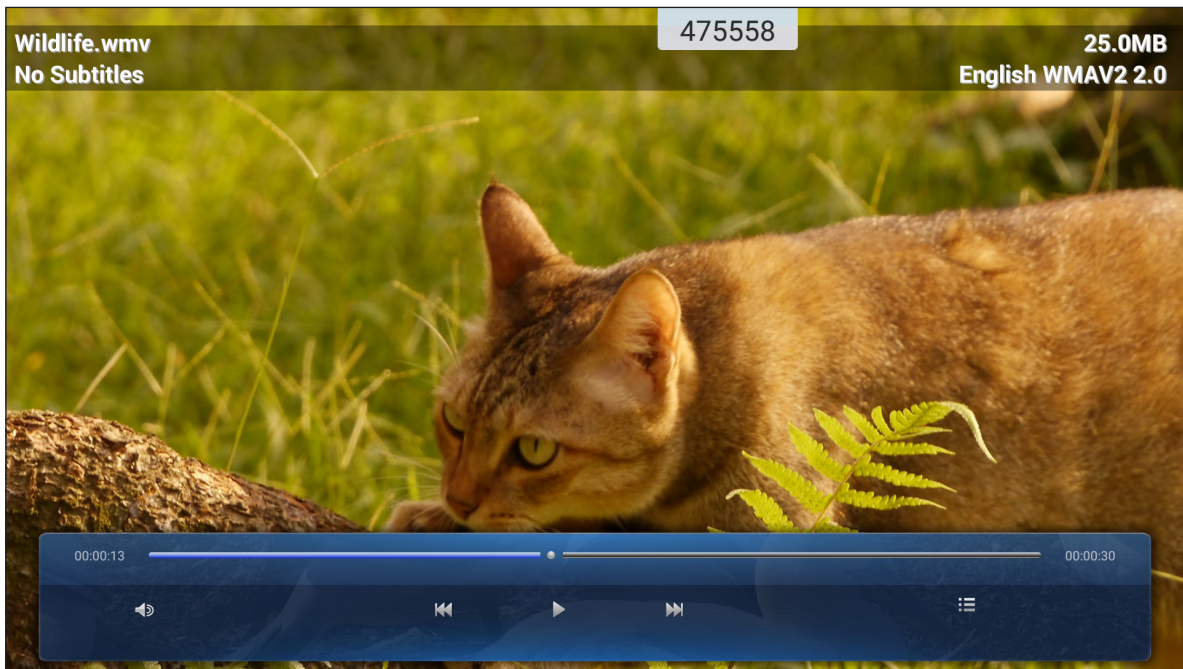 475558
Wildlife.wmv
25.0MB
No Subtitles
English WMAV2 2.0
00:00:13
00:00:30